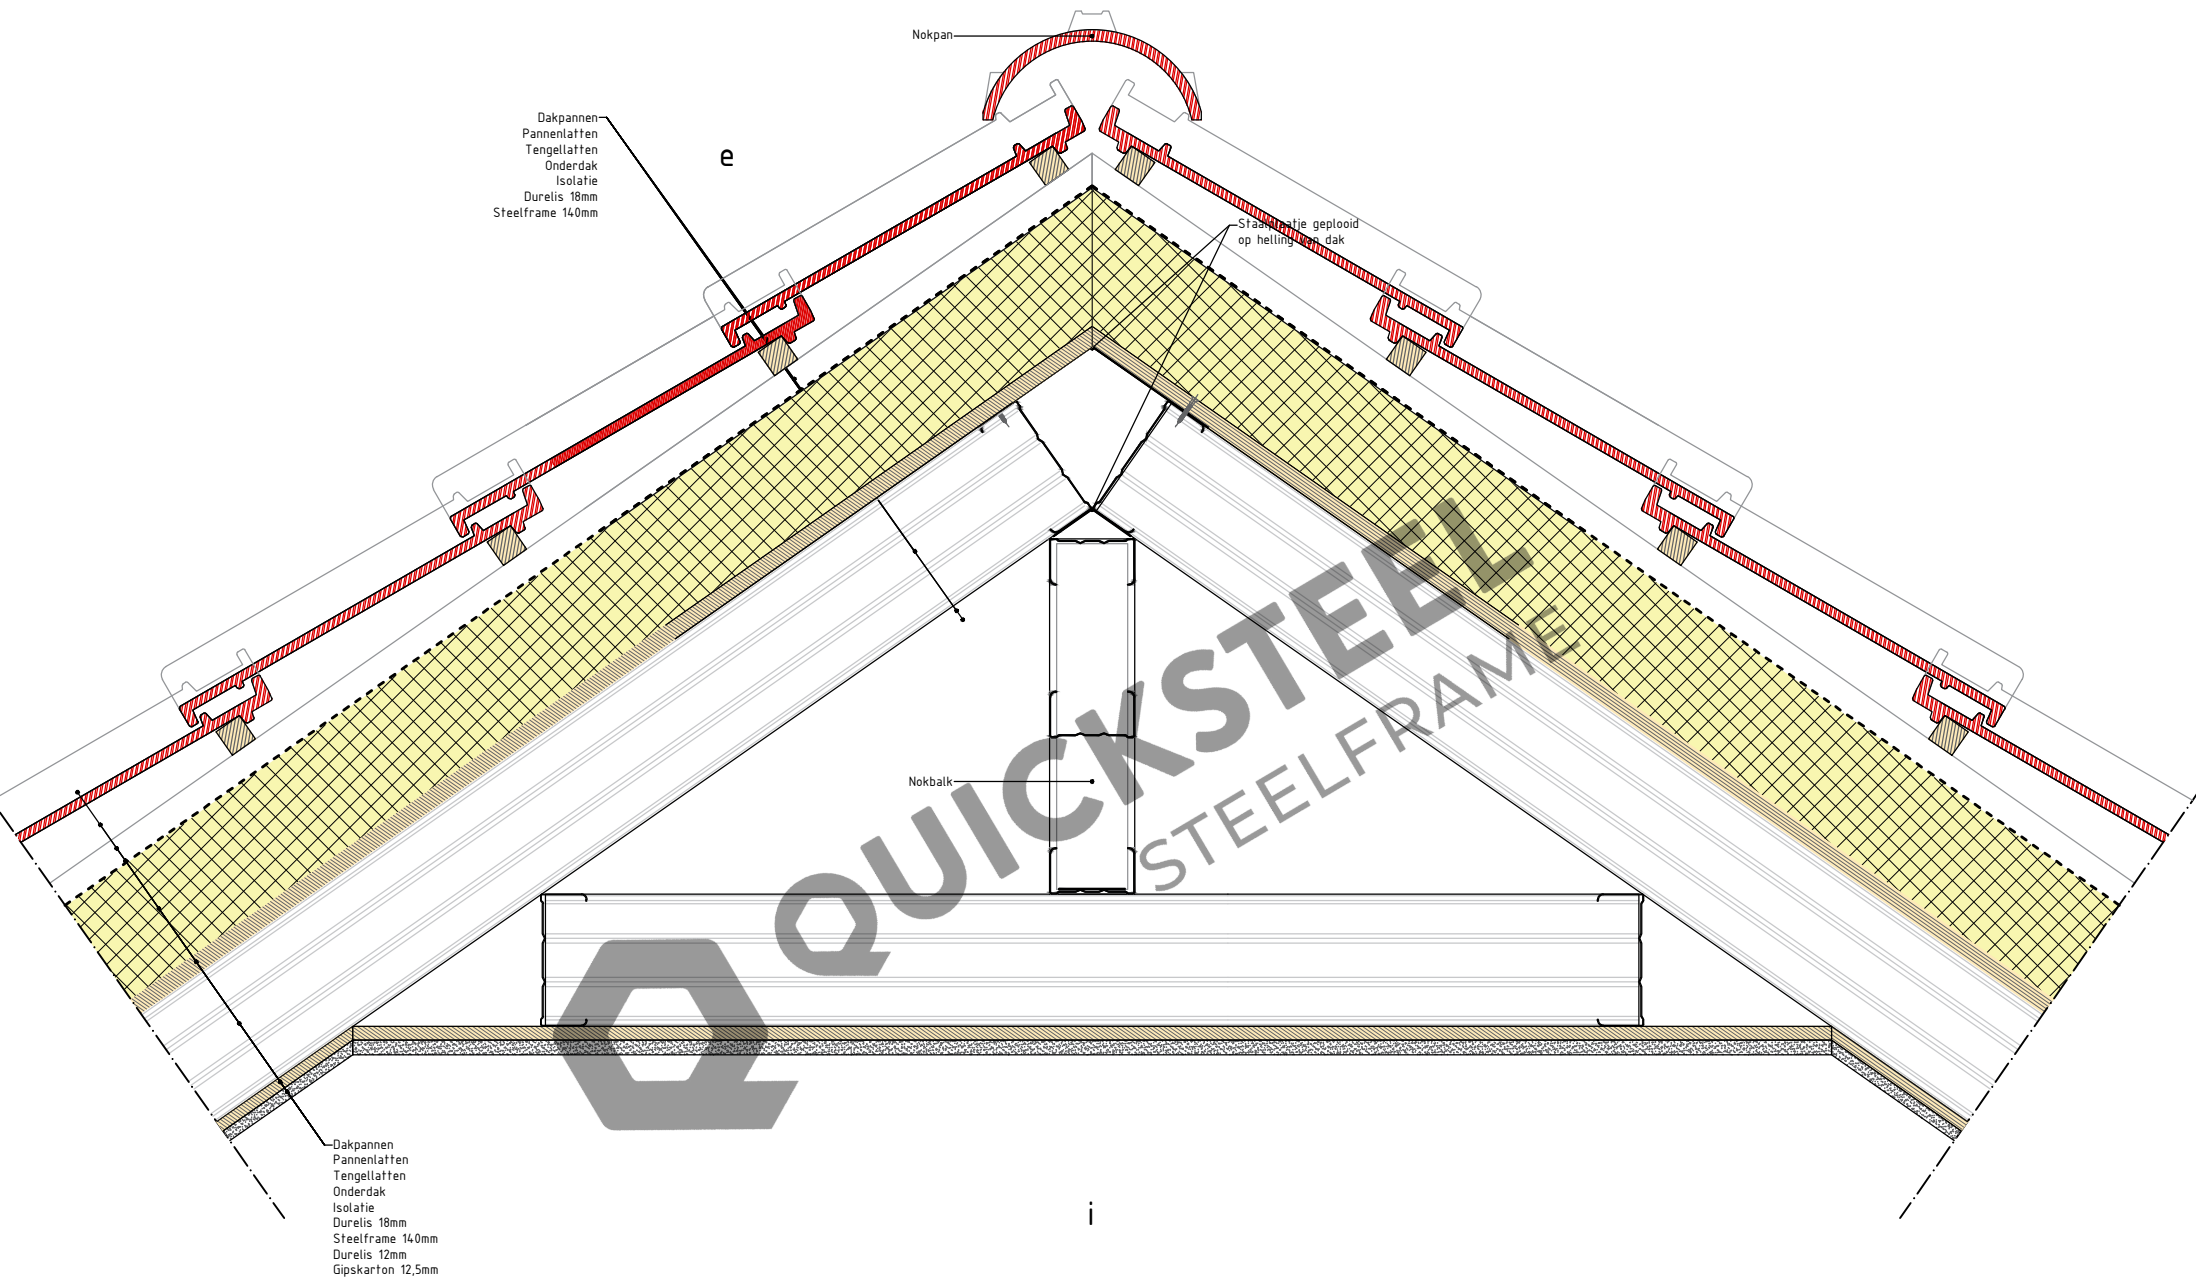 Nokpan
Dakpannen
Pannenlatten
Tengellatten
Onderdak
Isolatie
Durelis 18mm
Steelframe 140mm
e
Staalplaatje geplooid
op helling van dak
Nokbalk
QUICKSTEEL
STEELFRAME
Dakpannen
Pannenlatten
Tengellatten
Onderdak
Isolatie
Durelis 18mm
Steelframe 140mm
Durelis 12mm
Gipskarton 12,5mm
i